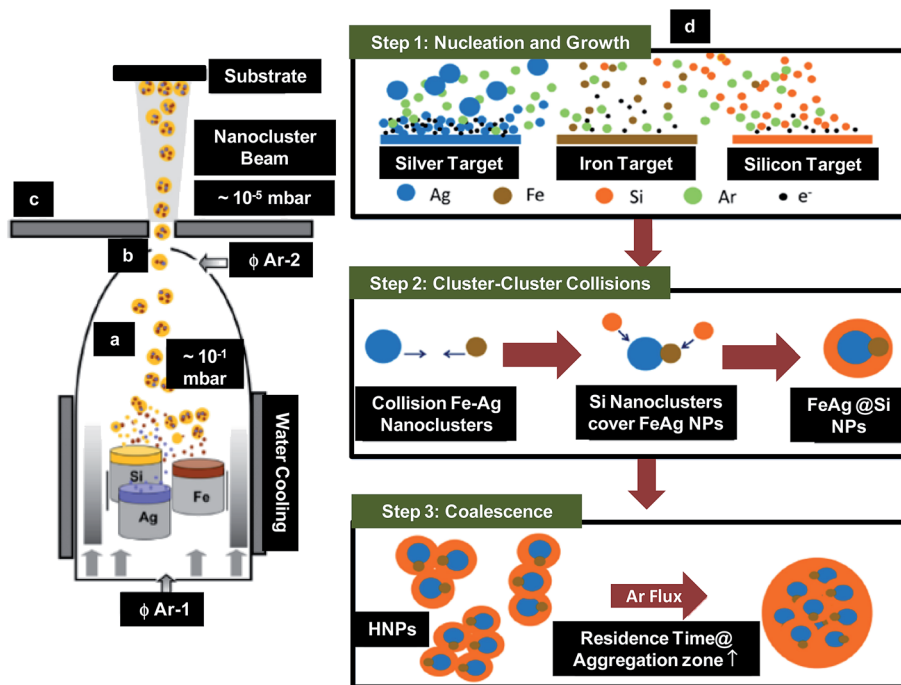 Substrate
Nanocluster
Beam
~ 10-5 mbar
c
b
ϕ Ar-2
a
~ 10-1
mbar
Water Cooling
Si
Fe
Ag
ϕ Ar-1
d
Step 1: Nucleation and Growth
Silver Target
Iron Target
Silicon Target
Ag
Fe
Si
Ar
e-
Step 2: Cluster-Cluster Collisions
Collision Fe-Ag
Nanoclusters
Si Nanoclusters
cover FeAg NPs
FeAg @Si
NPs
Step 3: Coalescence
HNPs
Ar Flux
Residence Time@
Aggregation zone ↑